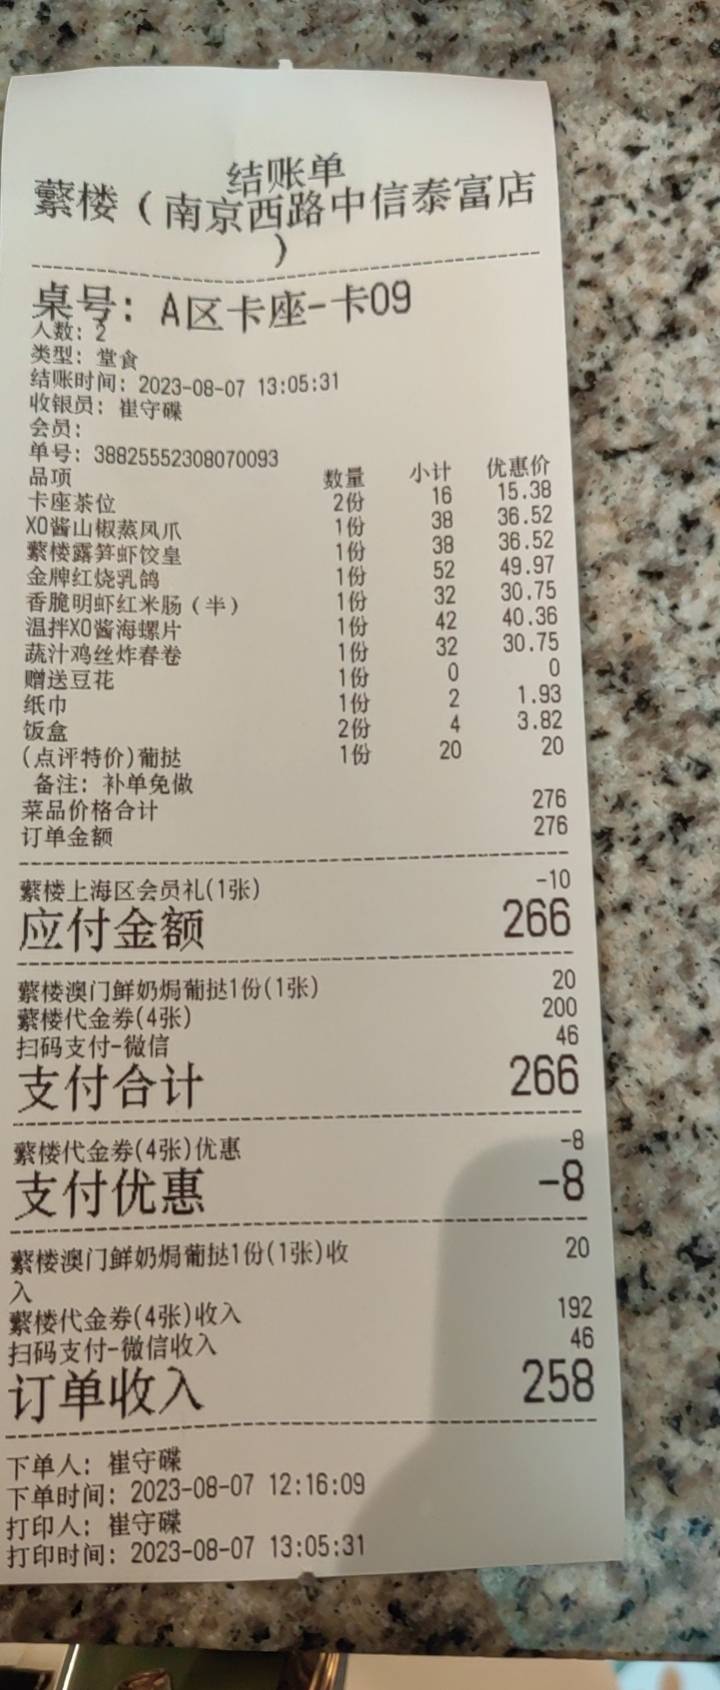 结账单
蘩楼（南京西路中信泰富店
）
桌号：A区卡座-卡09
人数：2
类型：堂食
结账时间：2023-08-07 13:05:31
收银员：崔守碟
会员：
单号：38825552308070093
品项 数量 小计 优惠价
卡座茶位 2份 16 15.38
XO酱山椒蒸凤爪 1份 38 36.52
蘩楼露笋虾饺皇 1份 38 36.52
金牌红烧乳鸽 1份 52 49.97
香脆明虾红米肠（半） 1份 32 30.75
温拌XO酱海螺片 1份 42 40.36
蔬汁鸡丝炸春卷 1份 32 30.75
赠送豆花 1份 0 0
纸巾 1份 2 1.93
饭盒 2份 4 3.82
(点评特价)葡挞 1份 20 20
备注：补单免做
菜品价格合计 276
订单金额 276
蘩楼上海区会员礼(1张) -10
应付金额 266
蘩楼澳门鲜奶焗葡挞1份(1张) 20
蘩楼代金券(4张) 200
扫码支付-微信 46
支付合计 266
蘩楼代金券(4张)优惠 -8
支付优惠 -8
蘩楼澳门鲜奶焗葡挞1份(1张)收 20
入
蘩楼代金券(4张)收入 192
扫码支付-微信收入 46
订单收入 258
下单人：崔守碟
下单时间：2023-08-07 12:16:09
打印人：崔守碟
打印时间：2023-08-07 13:05:31